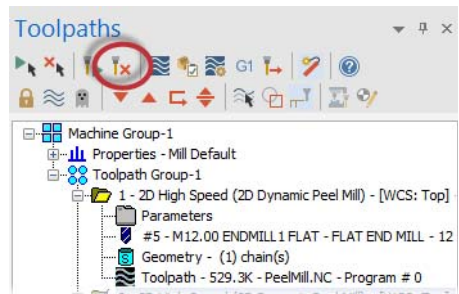 Toolpaths
G1
Machine Group-1
Properties - Mill Default
Toolpath Group-1
1 - 2D High Speed (2D Dynamic Peel Mill) - [WCS: Top] -
Parameters
#5 - M12.00 ENDMILL1 FLAT - FLAT END MILL - 12
Geometry - (1) chain(s)
Toolpath - 529.3K - PeelMill.NC - Program # 0